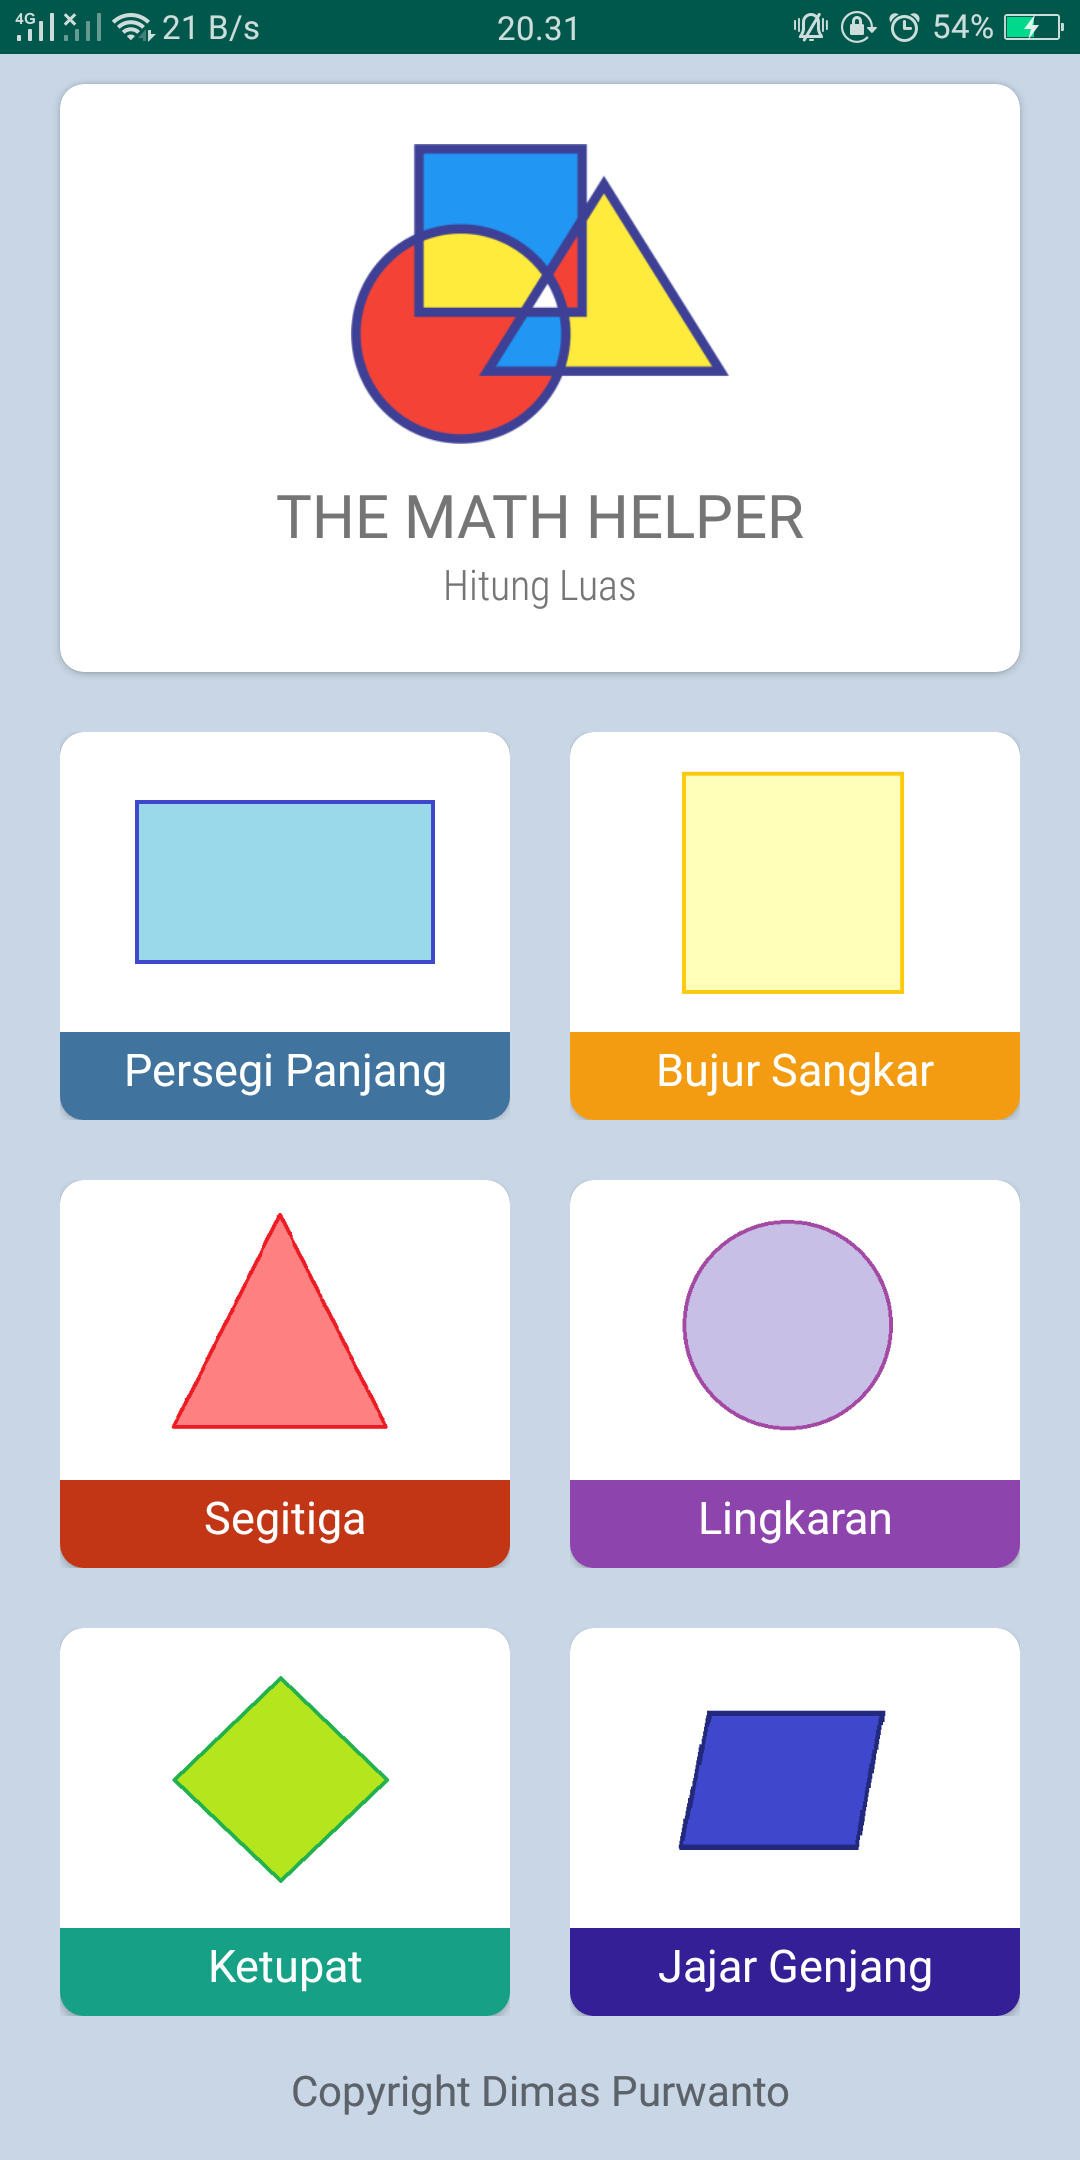 4G 21 B/s 20.31 54%
THE MATH HELPER
Hitung Luas
Persegi Panjang
Bujur Sangkar
Segitiga
Lingkaran
Ketupat
Jajar Genjang
Copyright Dimas Purwanto